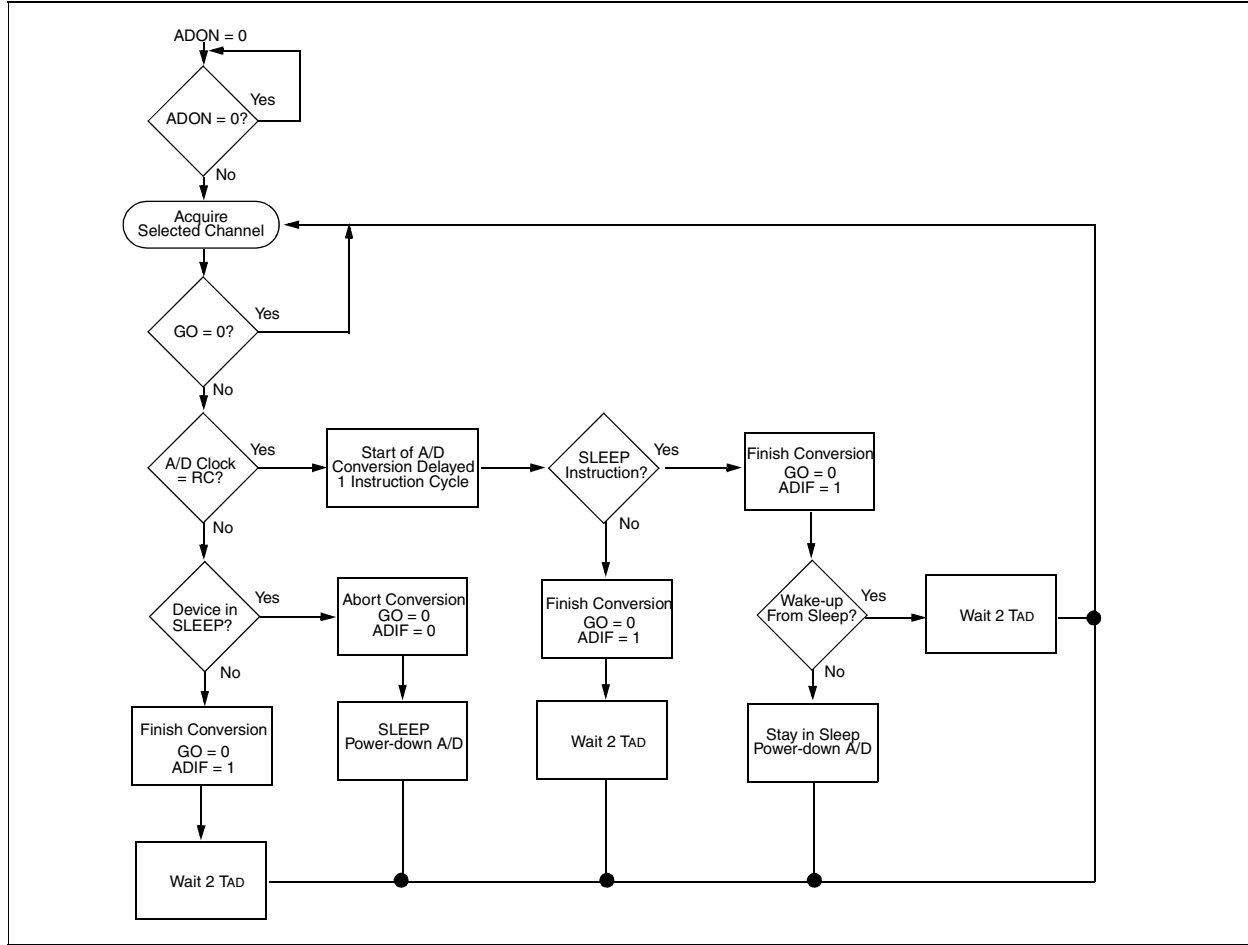 ADON = 0
Yes
ADON = 0?
No
Acquire
Selected Channel
Yes
GO = 0?
No
Yes
A/D Clock
= RC?
No
Start of A/D
Conversion Delayed
1 Instruction Cycle
SLEEP
Instruction?
Yes
No
Finish Conversion
GO = 0
ADIF = 1
Device in
SLEEP?
Yes
No
Abort Conversion
GO = 0
ADIF = 0
Finish Conversion
GO = 0
ADIF = 1
Wake-up
From Sleep?
Yes
No
Wait 2 TAD
Finish Conversion
GO = 0
ADIF = 1
SLEEP
Power-down A/D
Wait 2 TAD
Stay in Sleep
Power-down A/D
Wait 2 TAD